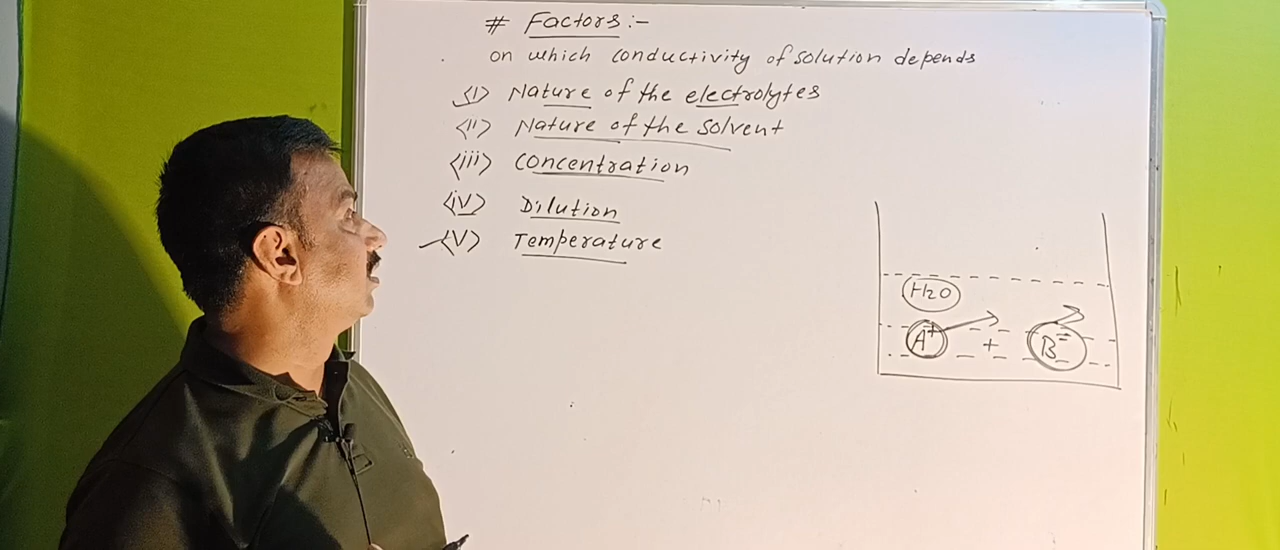 # Factors :-
on which conductivity of solution depends
<i> Nature of the electrolytes
<ii> Nature of the solvent
<iii> Concentration
<iv> Dilution
<V> Temperature
H2O
A+ + B-